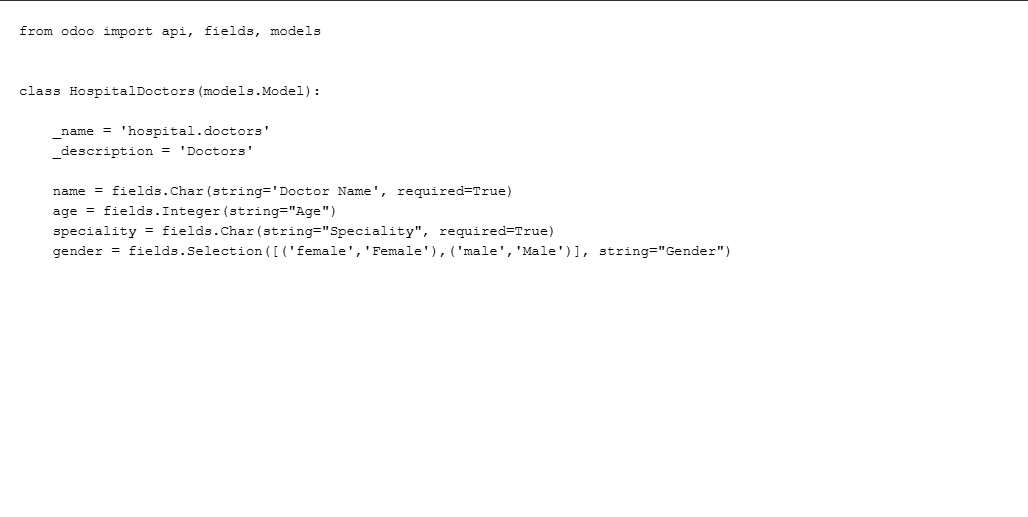 from odoo import api, fields, models
class HospitalDoctors(models.Model):
_name = 'hospital.doctors'
_description = 'Doctors'
name = fields.Char(string='Doctor Name', required=True)
age = fields.Integer(string="Age")
speciality = fields.Char(string="Speciality", required=True)
gender = fields.Selection([('female','Female'),('male','Male')], string="Gender")